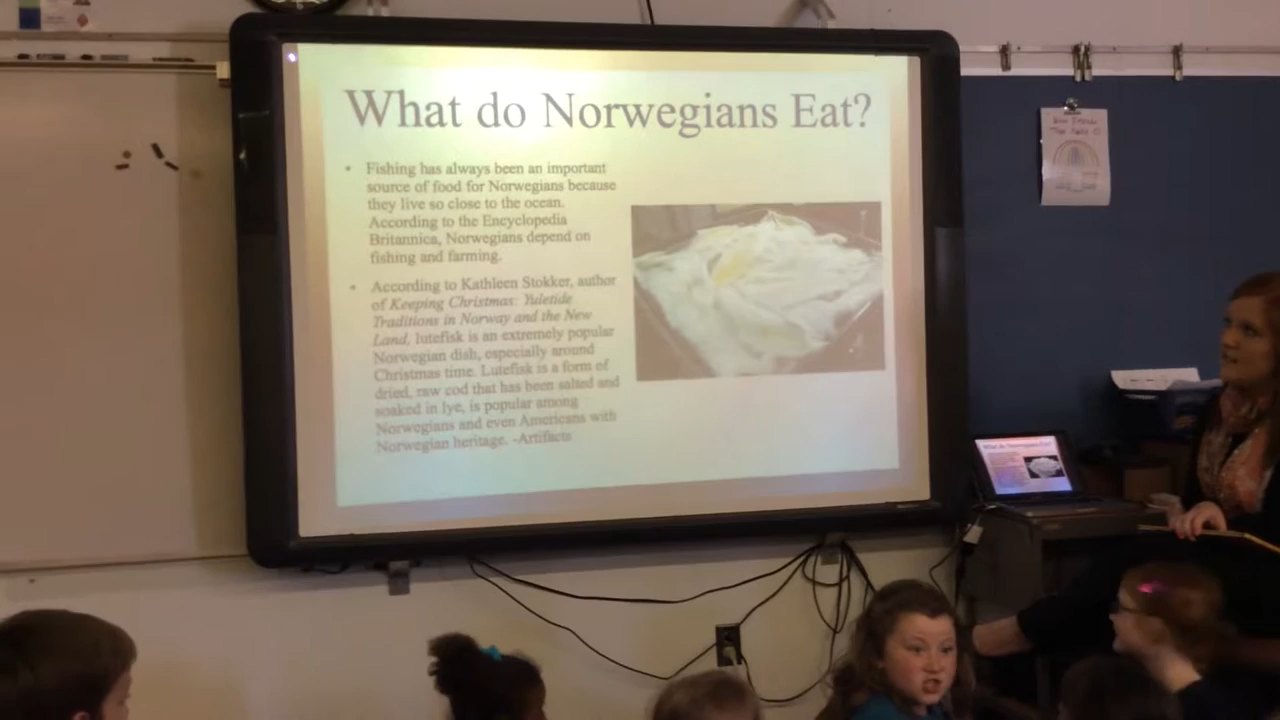 What do Norwegians Eat?
• Fishing has always been an important
source of food for Norwegians because
they live so close to the ocean.
According to the Encyclopedia
Britannica, Norwegians depend on
fishing and farming.
• According to Kathleen Stokker, author
of Keeping Christmas: Yuletide
Traditions in Norway and the New
Land, lutefisk is an extremely popular
Norwegian dish, especially around
Christmas time. Lutefisk is a form of
dried, raw cod that has been salted and
soaked in lye, is popular among
Norwegians and even Americans with
Norwegian heritage. -Artifacts
What do Norwegians Eat?